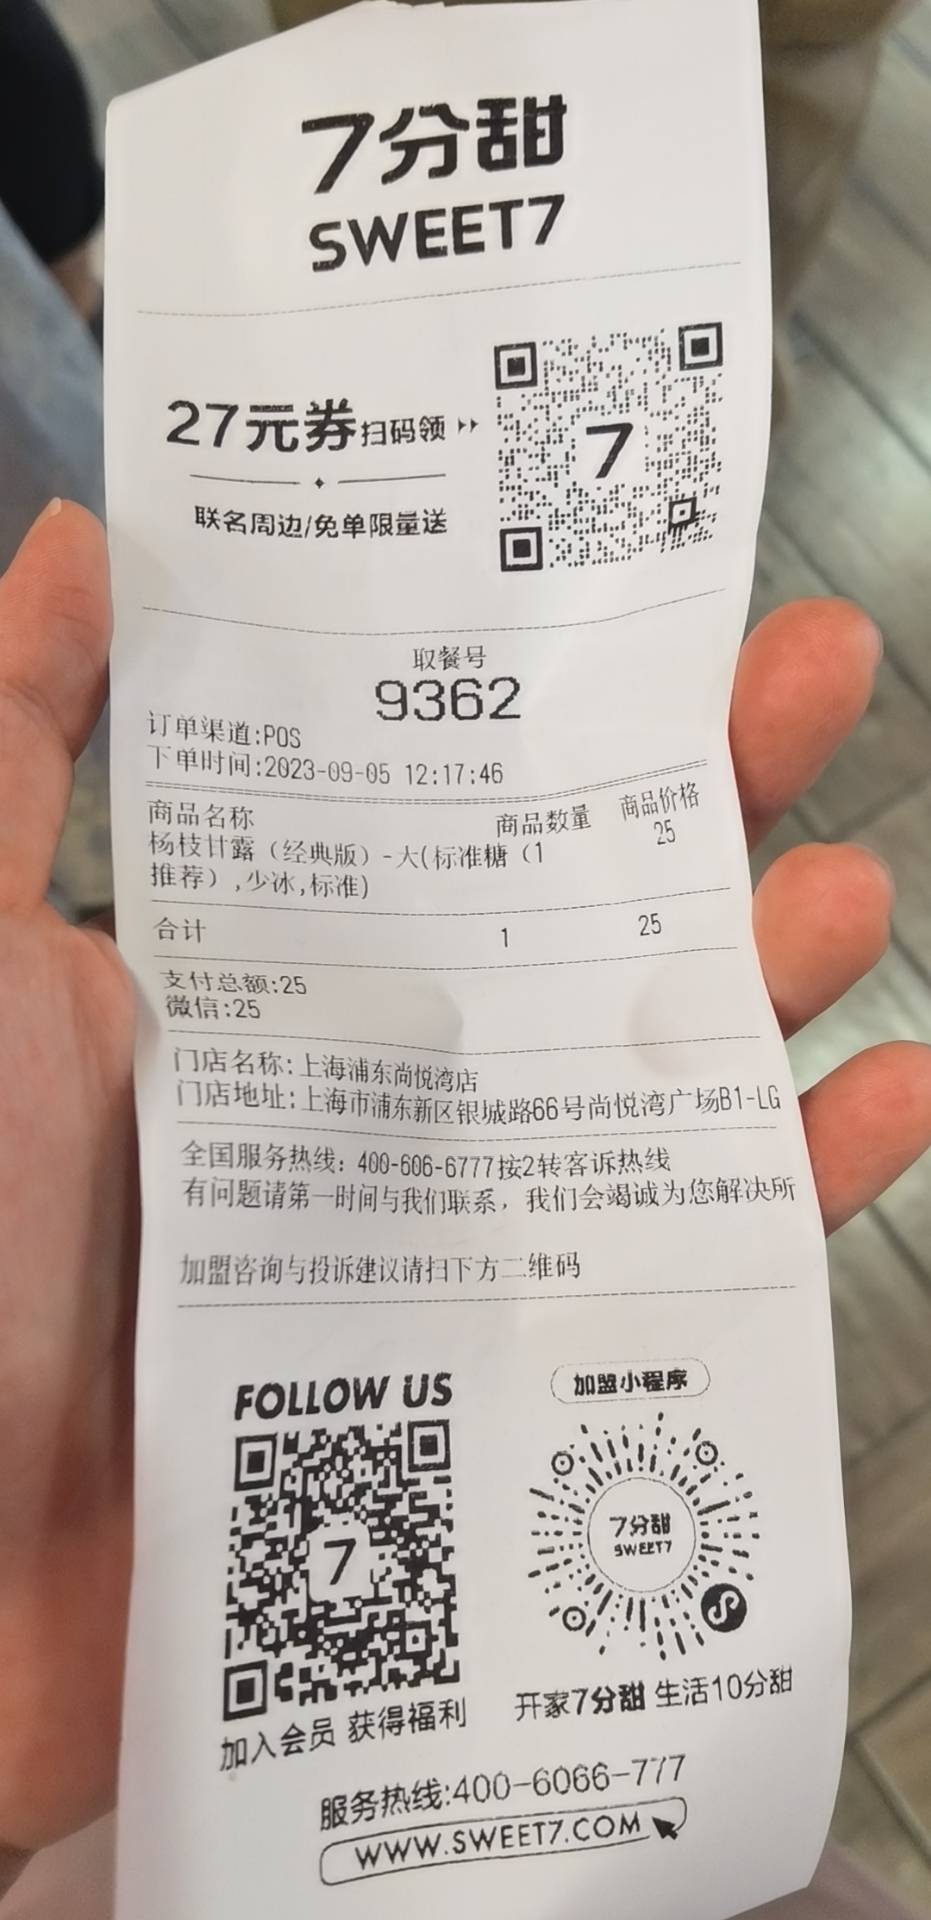 7分甜
SWEET7
27元券扫码领
联名周边/免单限量送
7
取餐号
9362
订单渠道:POS
下单时间:2023-09-05 12:17:46
商品名称 商品数量 商品价格
杨枝甘露（经典版）-大(标准糖（1 25
推荐）,少冰,标准)
合计 1 25
支付总额:25
微信:25
门店名称:上海浦东尚悦湾店
门店地址:上海市浦东新区银城路66号尚悦湾广场B1-LG
全国服务热线：400-606-6777按2转客诉热线
有问题请第一时间与我们联系，我们会竭诚为您解决所
加盟咨询与投诉建议请扫下方二维码
FOLLOW US
7
加入会员 获得福利
加盟小程序
7分甜
SWEET7
开家7分甜 生活10分甜
服务热线:400-6066-777
WWW.SWEET7.COM